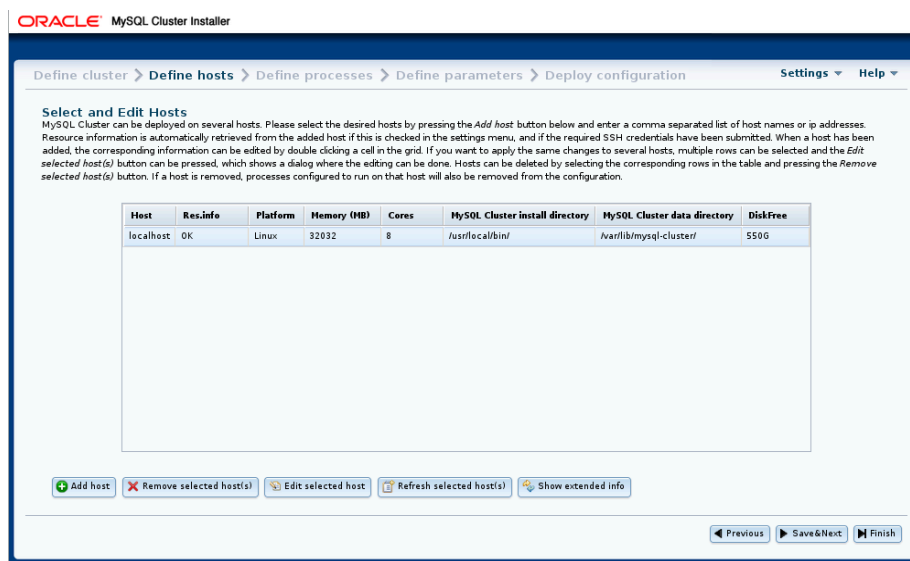 ORACLE MySQL Cluster Installer
Define cluster Define hosts Define processes Define parameters Deploy configuration Settings Help
Select and Edit Hosts
MySQL Cluster can be deployed on several hosts. Please select the desired hosts by pressing the Add host button below and enter a comma separated list of host names or ip addresses.
Resource information is automatically retrieved from the added host if this is checked in the settings menu, and if the required SSH credentials have been submitted. When a host has been
added, the corresponding information can be edited by double clicking a cell in the grid. If you want to apply the same changes to several hosts, multiple rows can be selected and the Edit
selected host(s) button can be pressed, which shows a dialog where the editing can be done. Hosts can be deleted by selecting the corresponding rows in the table and pressing the Remove
selected host(s) button. If a host is removed, processes configured to run on that host will also be removed from the configuration.
Host Res.info Platform Memory (MB) Cores MySQL Cluster install directory MySQL Cluster data directory DiskFree
localhost OK Linux 32032 8 /usr/local/bin/ /var/lib/mysql-cluster/ 550G
Add host Remove selected host(s) Edit selected host Refresh selected host(s) Show extended info
Previous Save&Next Finish